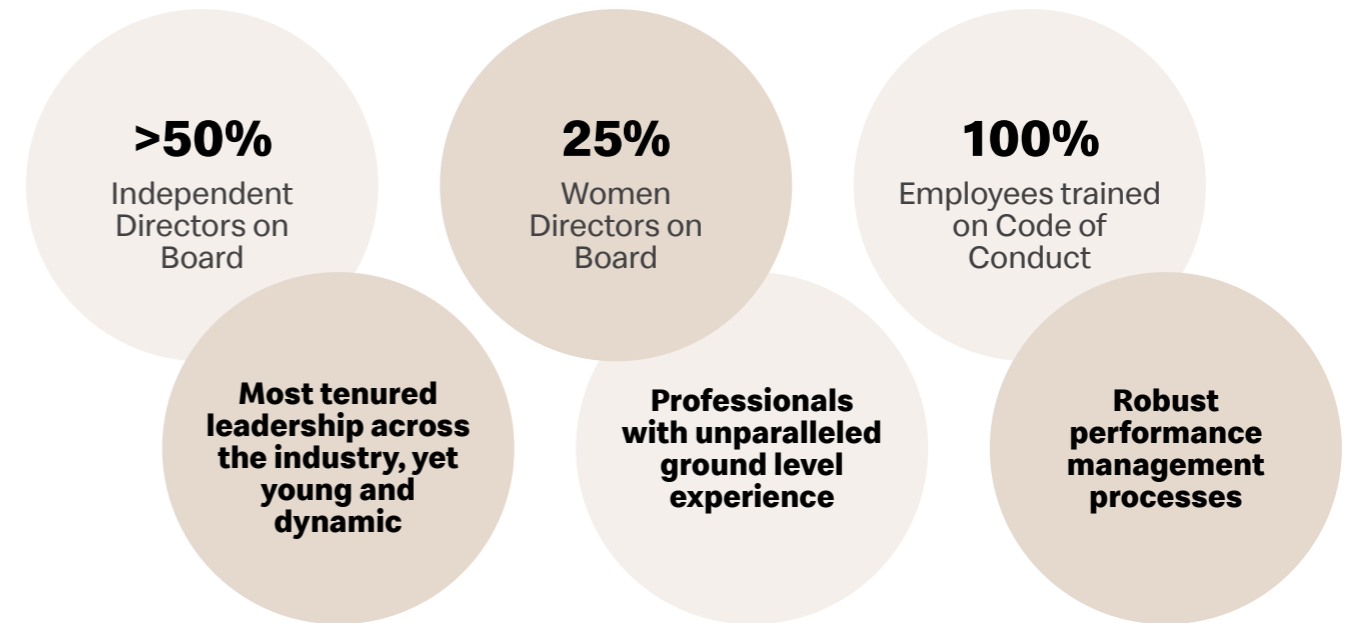 >50%
Independent
Directors on
Board
25%
Women
Directors on
Board
100%
Employees trained
on Code of
Conduct
Most tenured
leadership across
the industry, yet
young and
dynamic
Professionals
with unparalleled
ground level
experience
Robust
performance
management
processes